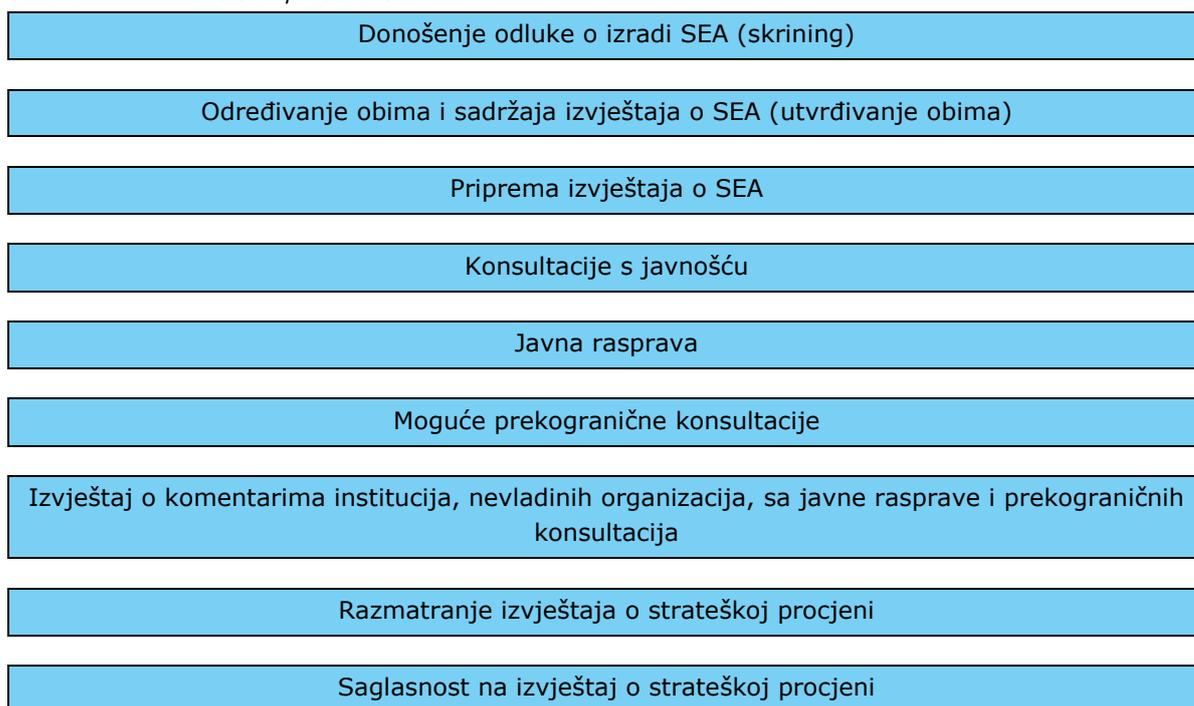 Donošenje odluke o izradi SEA (skrining)
Određivanje obima i sadržaja izvještaja o SEA (utvrđivanje obima)
Priprema izvještaja o SEA
Konsultacije s javnošću
Javna rasprava
Moguće prekogranične konsultacije
Izvještaj o komentarima institucija, nevladinih organizacija, sa javne rasprave i prekograničnih
konsultacija
Razmatranje izvještaja o strateškoj procjeni
Saglasnost na izvještaj o strateškoj procjeni